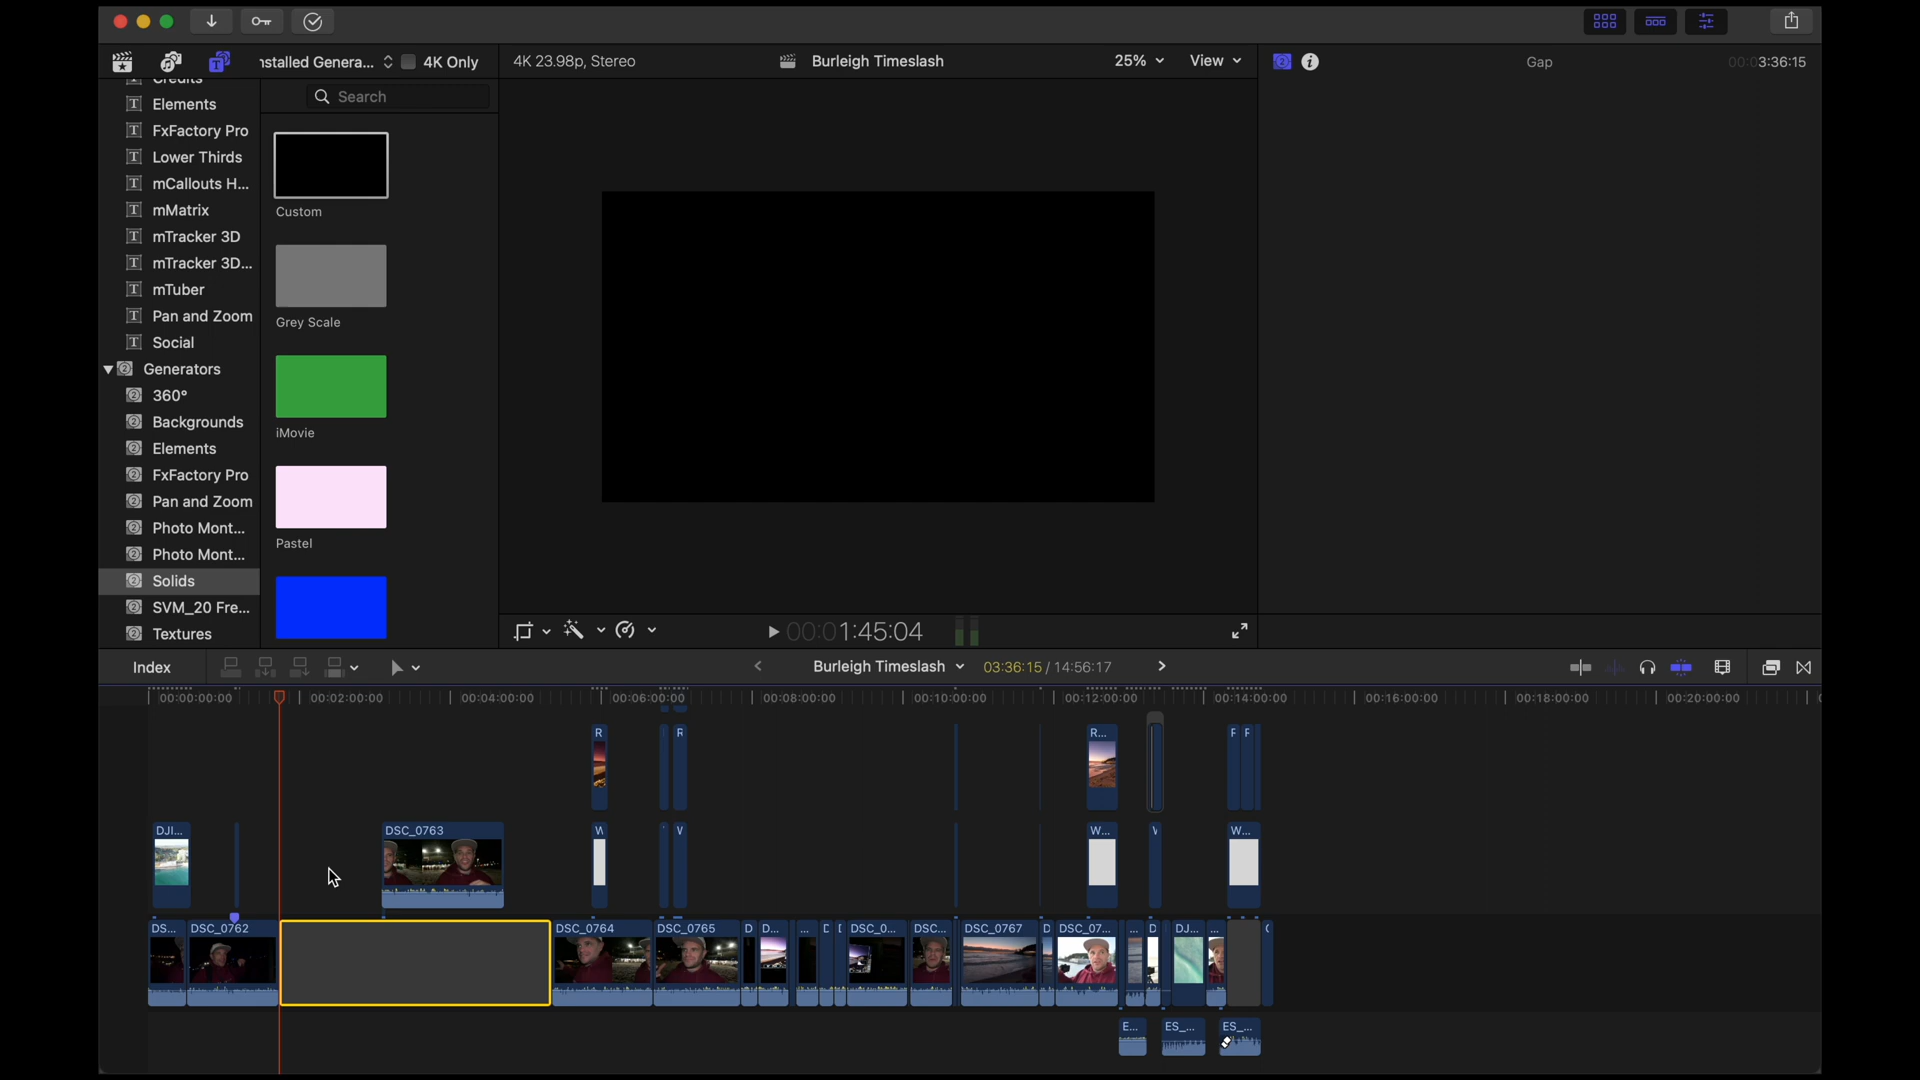 nstalled Genera...
4K Only
4K 23.98p, Stereo
Burleigh Timeslash
25%
View
Gap
00:03:36:15
Credits
Elements
FxFactory Pro
Lower Thirds
mCallouts H...
mMatrix
mTracker 3D
mTracker 3D...
mTuber
Pan and Zoom
Social
Generators
360°
Backgrounds
Elements
FxFactory Pro
Pan and Zoom
Photo Mont...
Photo Mont...
Solids
SVM_20 Fre...
Textures
Search
Custom
Grey Scale
iMovie
Pastel
00:01:45:04
Index
Burleigh Timeslash
03:36:15 / 14:56:17
00:00:00:00
00:02:00:00
00:04:00:00
00:06:00:00
00:08:00:00
00:10:00:00
00:12:00:00
00:14:00:00
00:16:00:00
00:18:00:00
00:20:00:00
R
R
R...
F
F
DJI...
DSC_0763
W
V
W...
V
W...
DS...
DSC_0762
DSC_0764
DSC_0765
D
D...
...
D
D
DSC_0...
DSC...
DSC_0767
D
DSC_07...
...
D
DJ...
...
E...
ES_...
ES_...